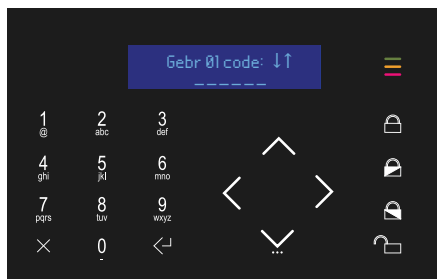 Gebr 01 code: ↓↑
______
1 2 3
@ abc def
4 5 6
ghi jkl mno
7 8 9
pqrs tuv wxyz
0
-
...